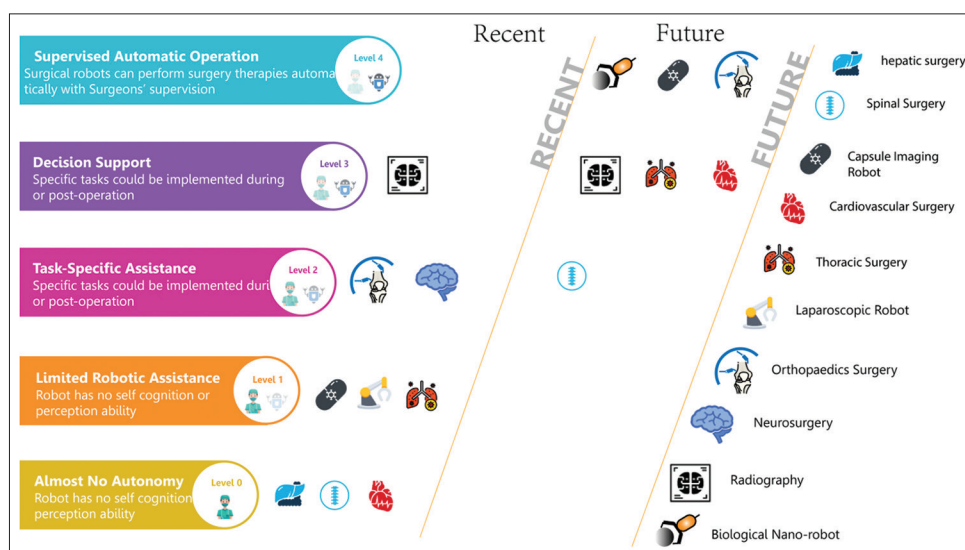 Recent
Future
Supervised Automatic Operation
Surgical robots can perform surgery therapies automa
tically with Surgeons' supervision
Level 4
RECENT
FUTURE
hepatic surgery
Spinal Surgery
Decision Support
Specific tasks could be implemented during
or post-operation
Level 3
Capsule Imaging
Robot
Cardiovascular Surgery
Task-Specific Assistance
Specific tasks could be implemented duri
or post-operation
Level 2
Thoracic Surgery
Laparoscopic Robot
Limited Robotic Assistance
Robot has no self cognition or
perception ability
Level 1
Orthopaedics Surgery
Neurosurgery
Almost No Autonomy
Robot has no self cognition
perception ability
Level 0
Radiography
Biological Nano-robot